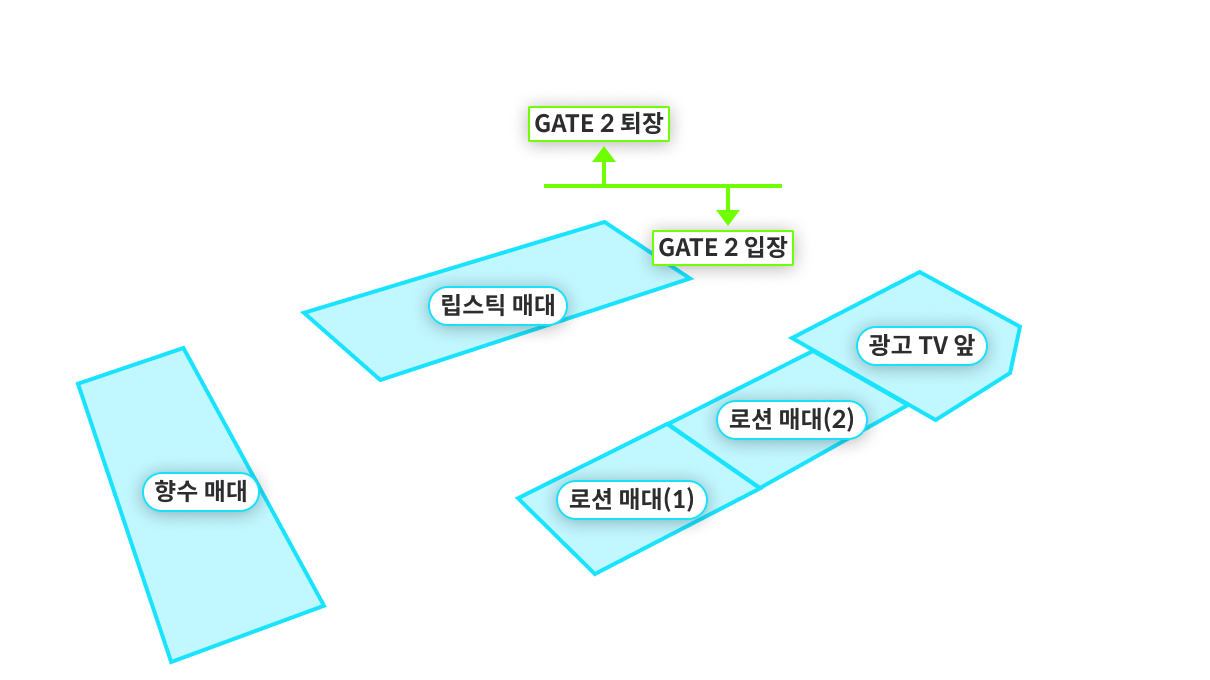 GATE 2 퇴장
GATE 2 입장
립스틱 매대
광고 TV 앞
로션 매대(2)
향수 매대
로션 매대(1)